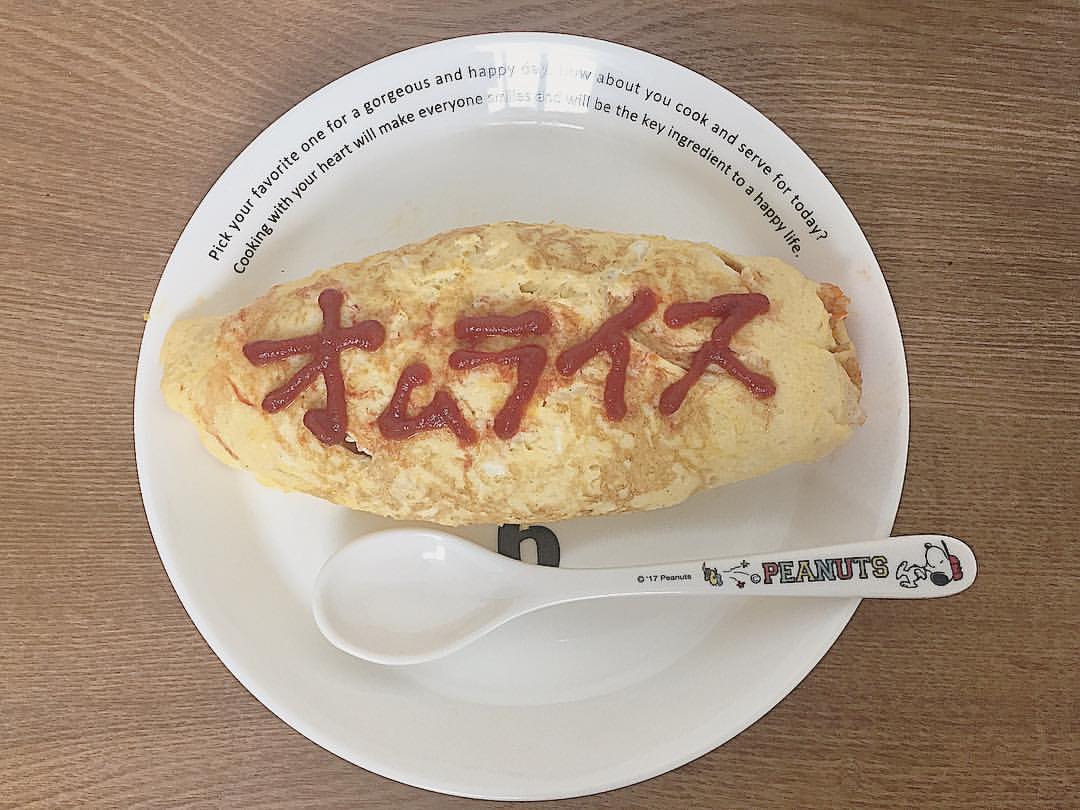 Pick your favorite one for a gorgeous and happy day. How about you cook and serve for today?
Cooking with your heart will make everyone smiles and will be the key ingredient to a happy life.
オムライス
© '17 Peanuts
© PEANUTS